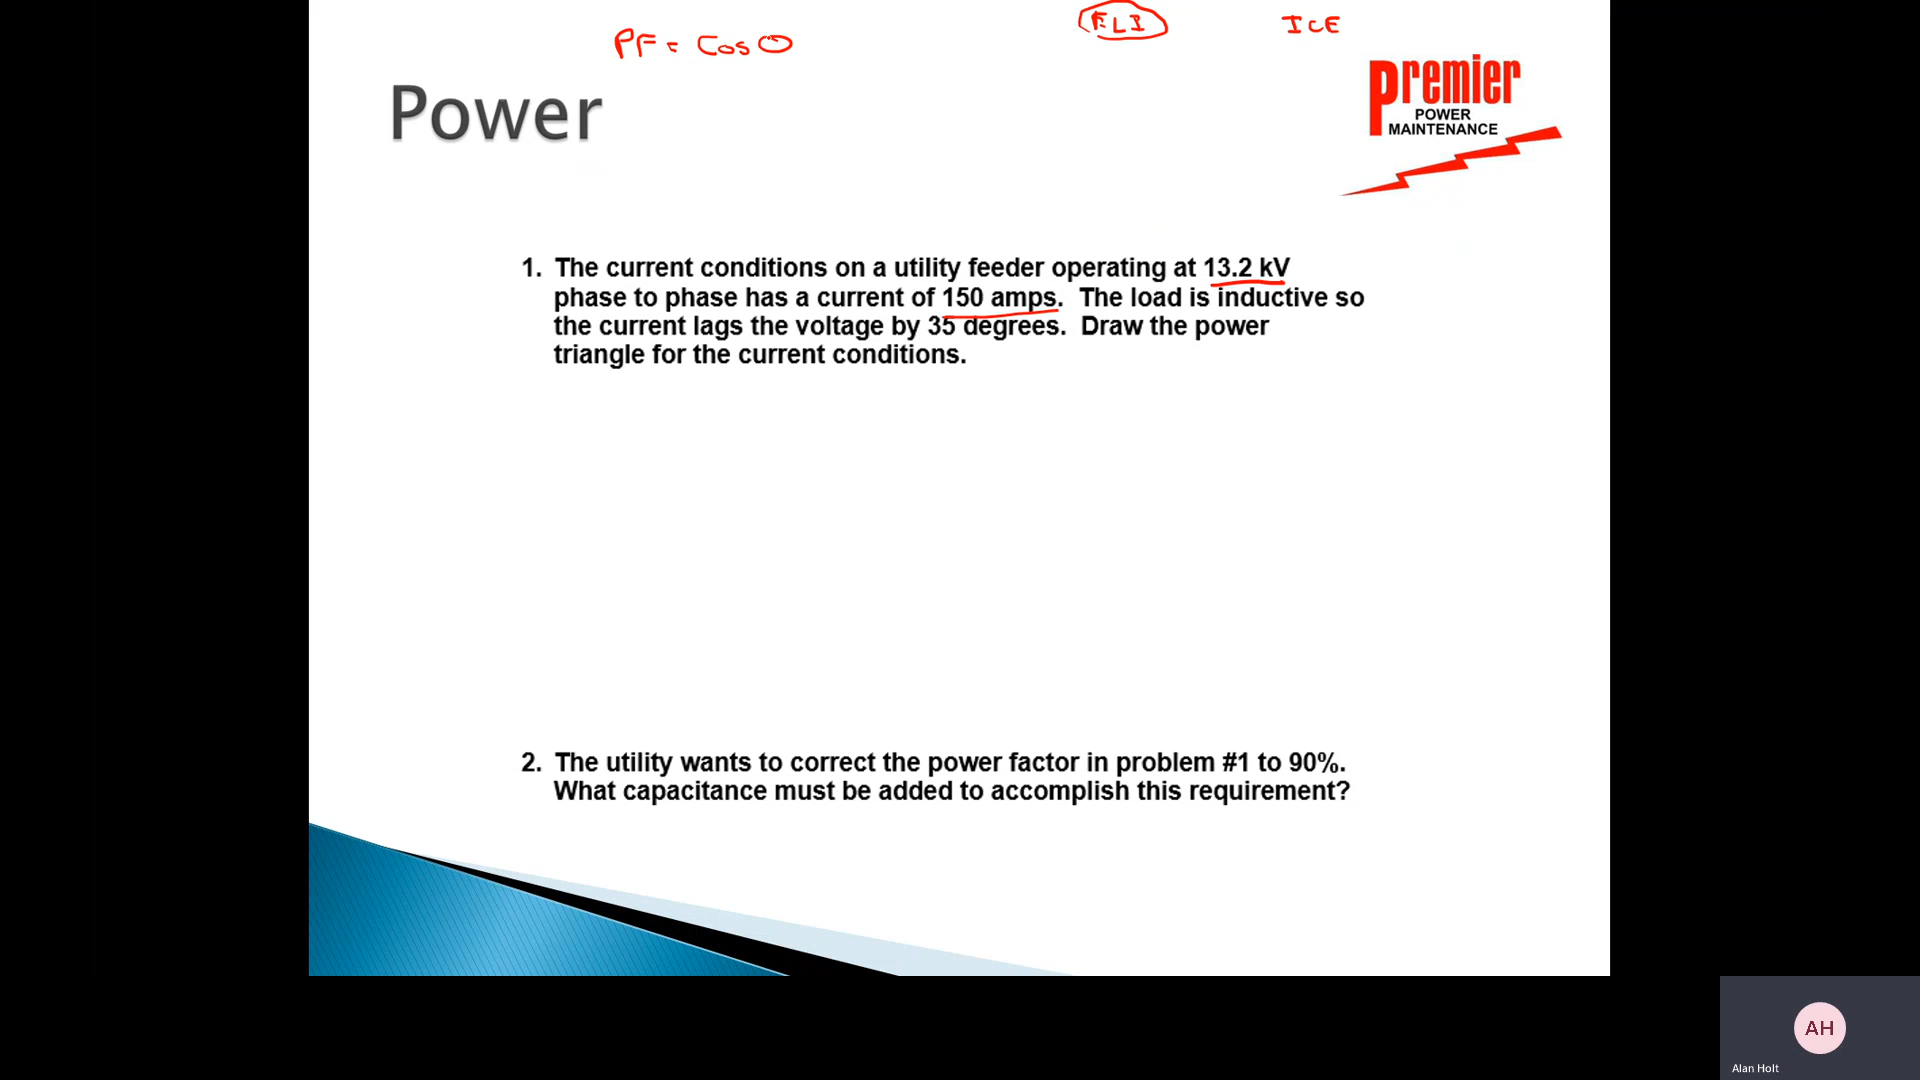 PF = Cos Θ
ELI
ICE
Power
Premier
POWER
MAINTENANCE
1. The current conditions on a utility feeder operating at 13.2 kV
phase to phase has a current of 150 amps. The load is inductive so
the current lags the voltage by 35 degrees. Draw the power
triangle for the current conditions.
2. The utility wants to correct the power factor in problem #1 to 90%.
What capacitance must be added to accomplish this requirement?
AH
Alan Holt